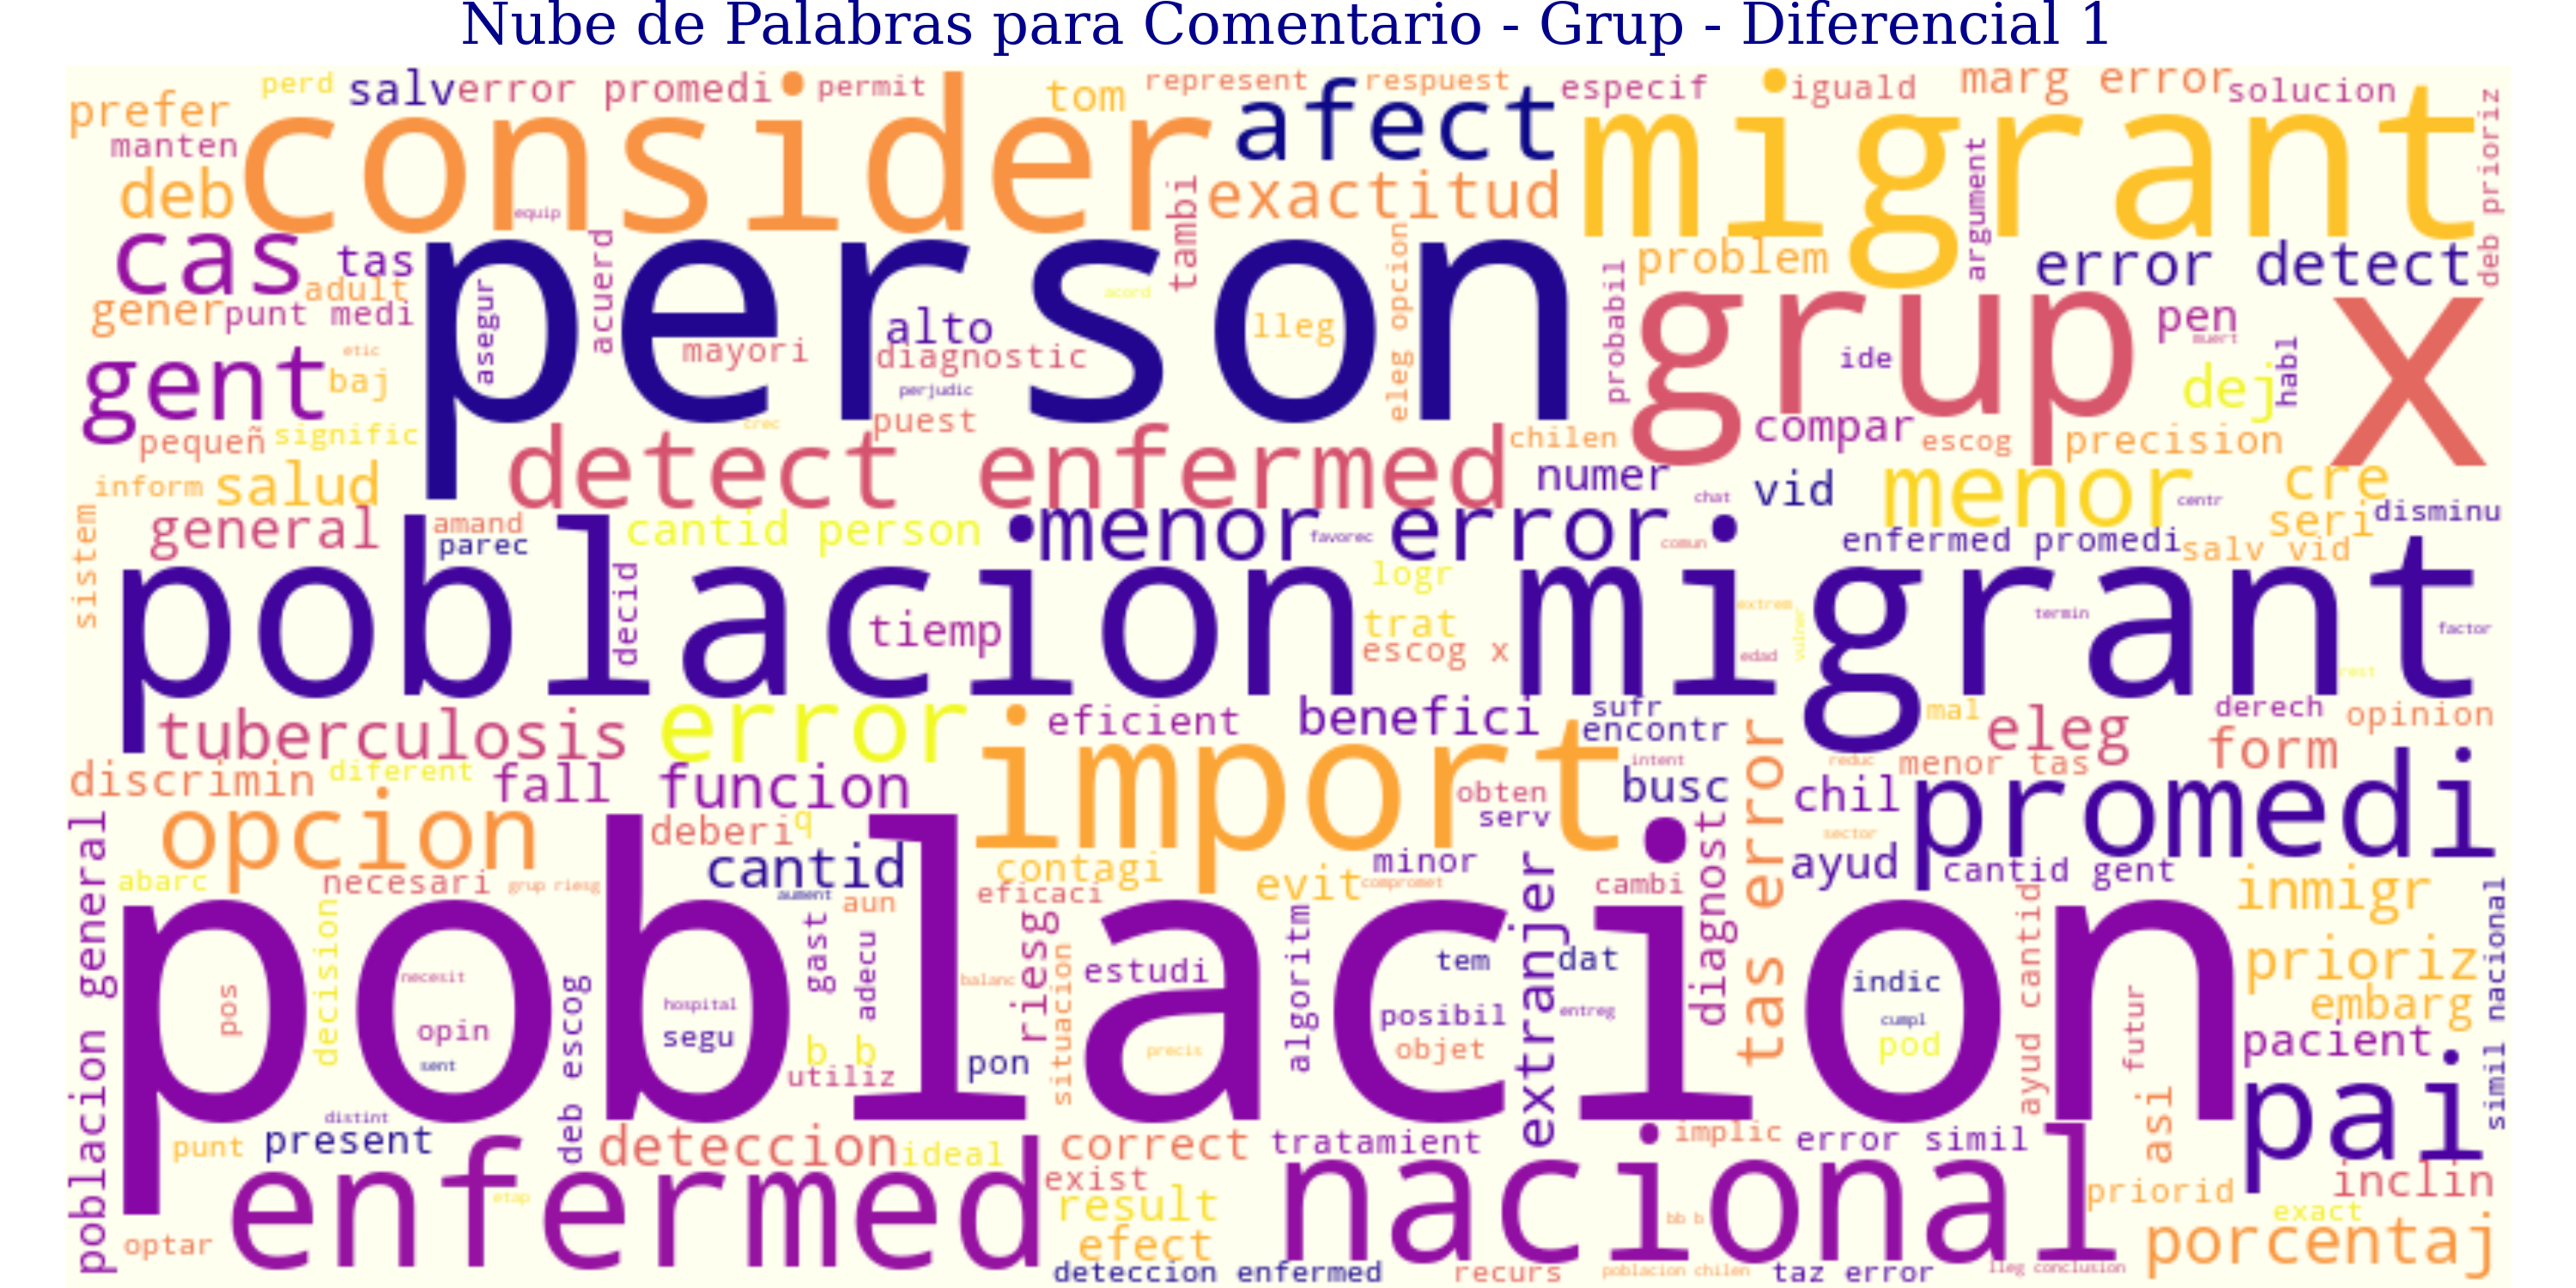 Nube de Palabras para Comentario - Grup - Diferencial 1
perd
salv
error promedi
permit
tom
represent
respuest
especif
iguald
marg error
solucion
prefer
manten
consider
afect
migrant
deb
equip
tambi
exactitud
argument
deb prioriz
cas
tas
acuerd
person
problem
error detect
adult
gener
punt medi
asegur
alto
acord
lleg
eleg opcion
probabil
grup
pen
muert
x
etic
gent
baj
mayori
diagnostic
perjudic
ide
habl
dej
pequeñ
signific
crec
puest
chilen
compar
escog
precision
inform
salud
detect enfermed
numer
chat
vid
menor
centr
cre
seri
disminu
sistem
general
amand
parec
cantid person
menor error
favorec
comun
enfermed promedi
salv vid
poblacion migrant
decid
tiemp
logr
trat
escog x
extrem
vulner
edad
termin
factor
rest
tuberculosis
error
import
eficient
benefici
sufr
encontr
mal
eleg
derech
opinion
form
discrimin
diferent
fall
funcion
intent
busc
tas error
reduc
menor tas
chil
promedi
opcion
deberi
q
obten
serv
sector
poblacion general
cantid
contagi
evit
minor
compromet
ayud
cantid gent
abarc
necesari
grup riesg
aument
aun
eficaci
cambi
diagnost
inmigr
poblacion
decision
necesit
pos
opin
sent
hospital
segu
gast
adecu
b b
utiliz
balanc
riesg
pon
situacion
estudi
precis
algoritm
tem
posibil
objet
extranjer
dat
entreg
indic
cumpl
pod
ayud cantid
futur
prioriz
embarg
pacient
simil nacional
pai
distint
punt
present
deb escog
deteccion
ideal
correct
tratamient
implic
error simil
asi
enfermed
etap
exist
result
efect
nacional
bb b
priorid
inclin
exact
porcentaj
optar
deteccion enfermed
recurs
poblacion chilen
taz error
lleg conclusion